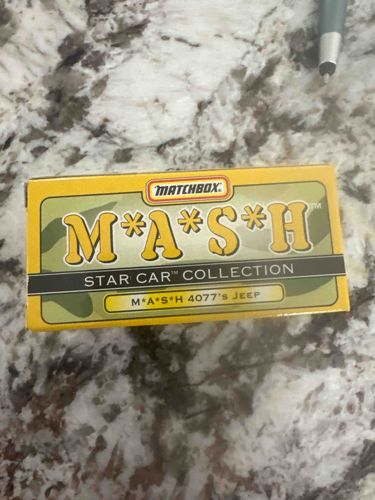 MATCHBOX
M*A*S*H™
STAR CAR™ COLLECTION
M*A*S*H 4077's JEEP